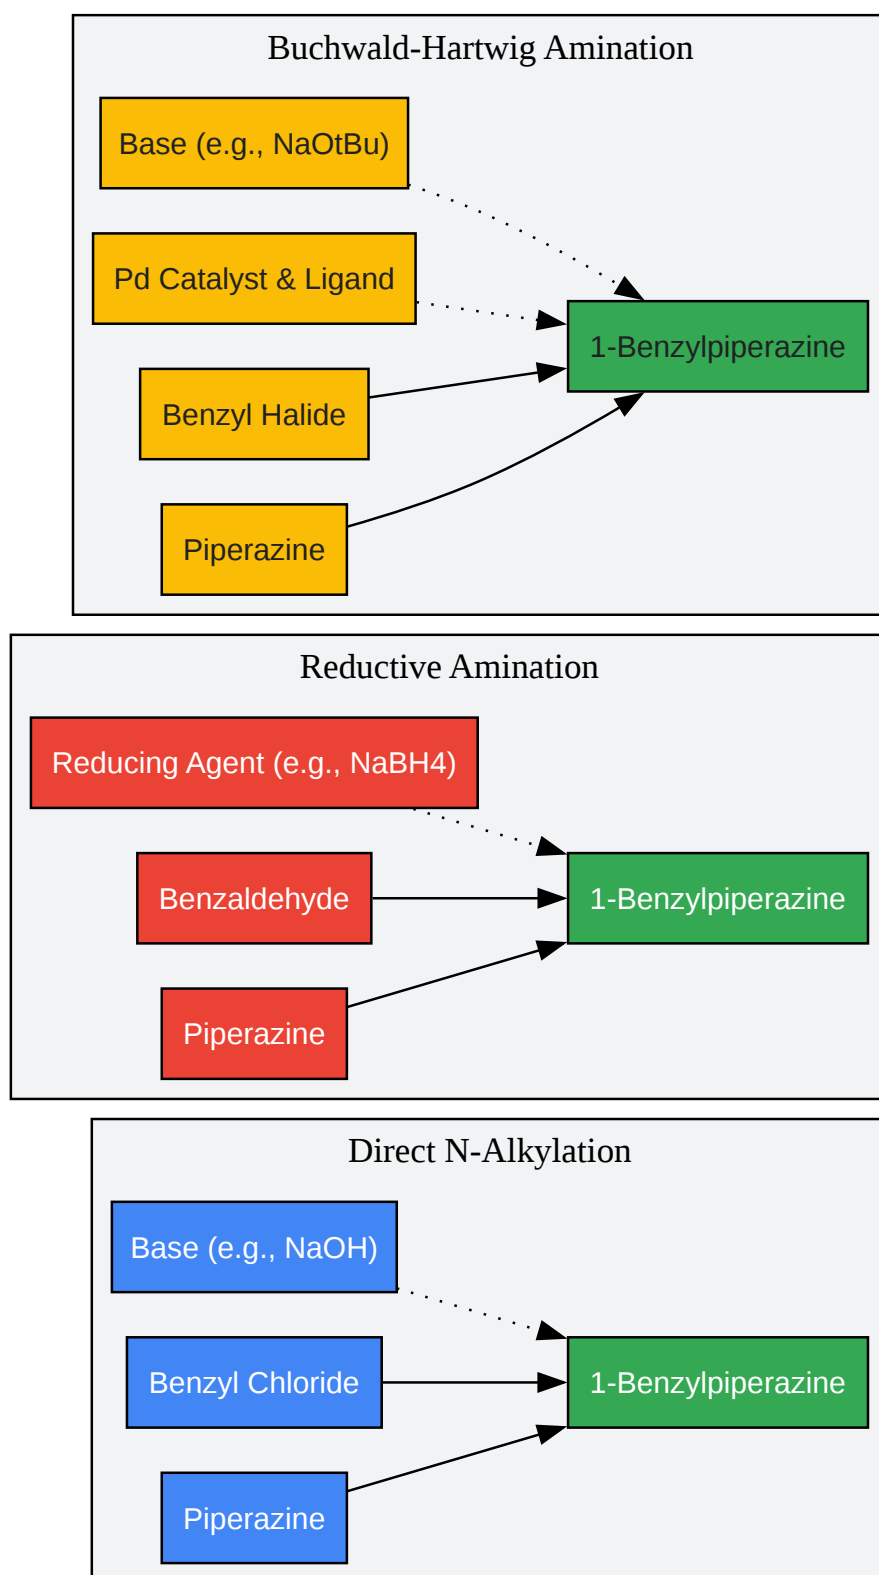 Buchwald-Hartwig Amination
Base (e.g., NaOtBu)
Pd Catalyst & Ligand
1-Benzylpiperazine
Benzyl Halide
Piperazine
Reductive Amination
Reducing Agent (e.g., NaBH4)
Benzaldehyde
1-Benzylpiperazine
Piperazine
Direct N-Alkylation
Base (e.g., NaOH)
Benzyl Chloride
1-Benzylpiperazine
Piperazine